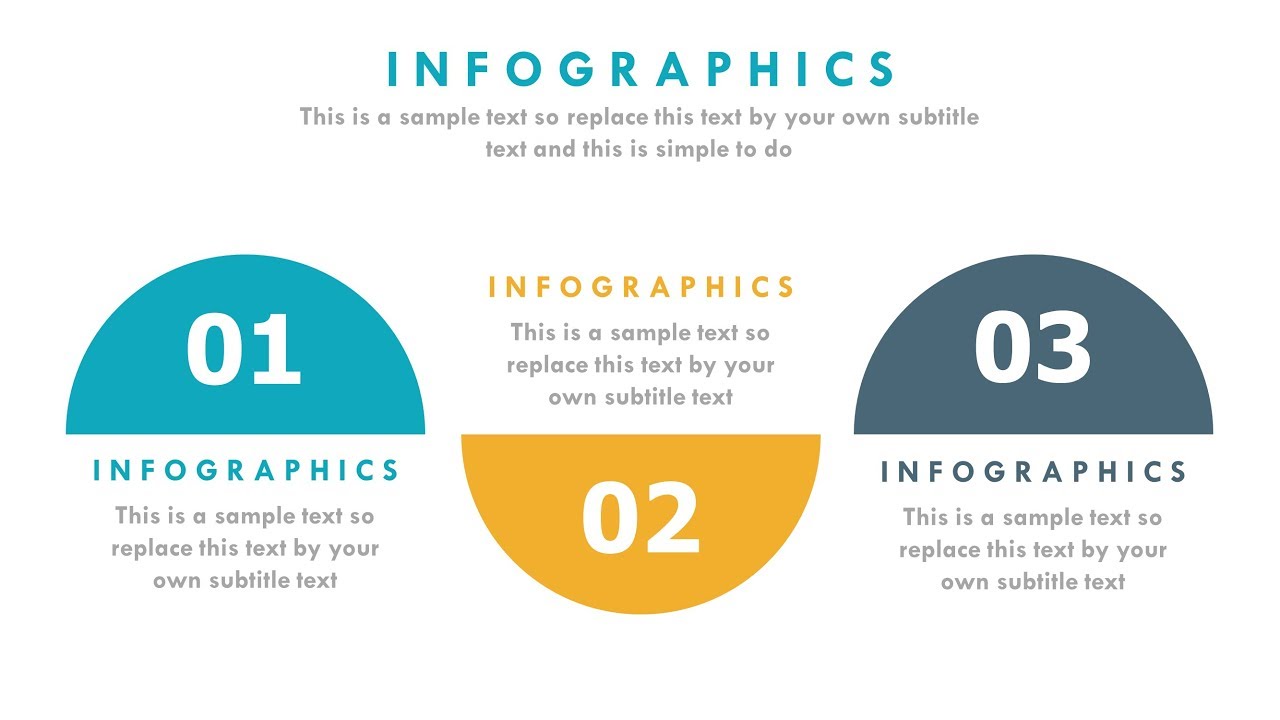 INFOGRAPHICS
This is a sample text so replace this text by your own subtitle
text and this is simple to do
01
INFOGRAPHICS
This is a sample text so
replace this text by your
own subtitle text
INFOGRAPHICS
This is a sample text so
replace this text by your
own subtitle text
02
03
INFOGRAPHICS
This is a sample text so
replace this text by your
own subtitle text